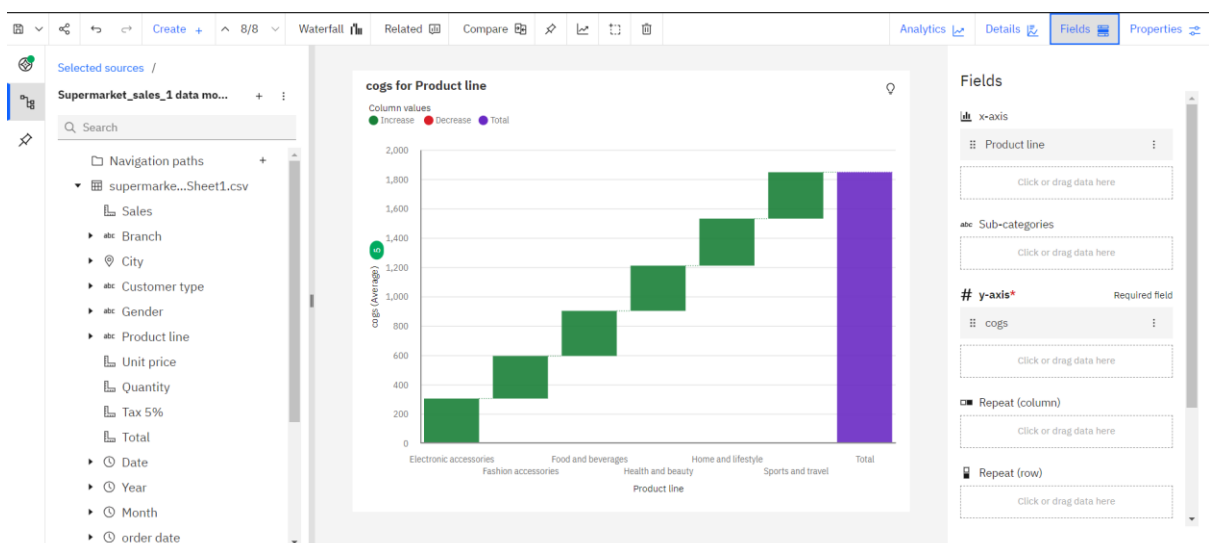 Create + 8/8 Waterfall Related Compare Analytics Details Fields Properties
Selected sources /
Supermarket_sales_1 data mo... + ⋮
Search
Navigation paths +
supermarke...Sheet1.csv
Sales
abc Branch
City
abc Customer type
abc Gender
abc Product line
Unit price
Quantity
Tax 5%
Total
Date
Year
Month
order date
cogs for Product line
Column values
Increase Decrease Total
2,000
1,800
1,600
1,400
1,200
1,000
800
600
400
200
0
cogs (Average) 5
Electronic accessories
Fashion accessories
Food and beverages
Health and beauty
Home and lifestyle
Sports and travel
Total
Product line
Fields
x-axis
Product line
Click or drag data here
abc Sub-categories
Click or drag data here
# y-axis* Required field
cogs
Click or drag data here
Repeat (column)
Click or drag data here
Repeat (row)
Click or drag data here